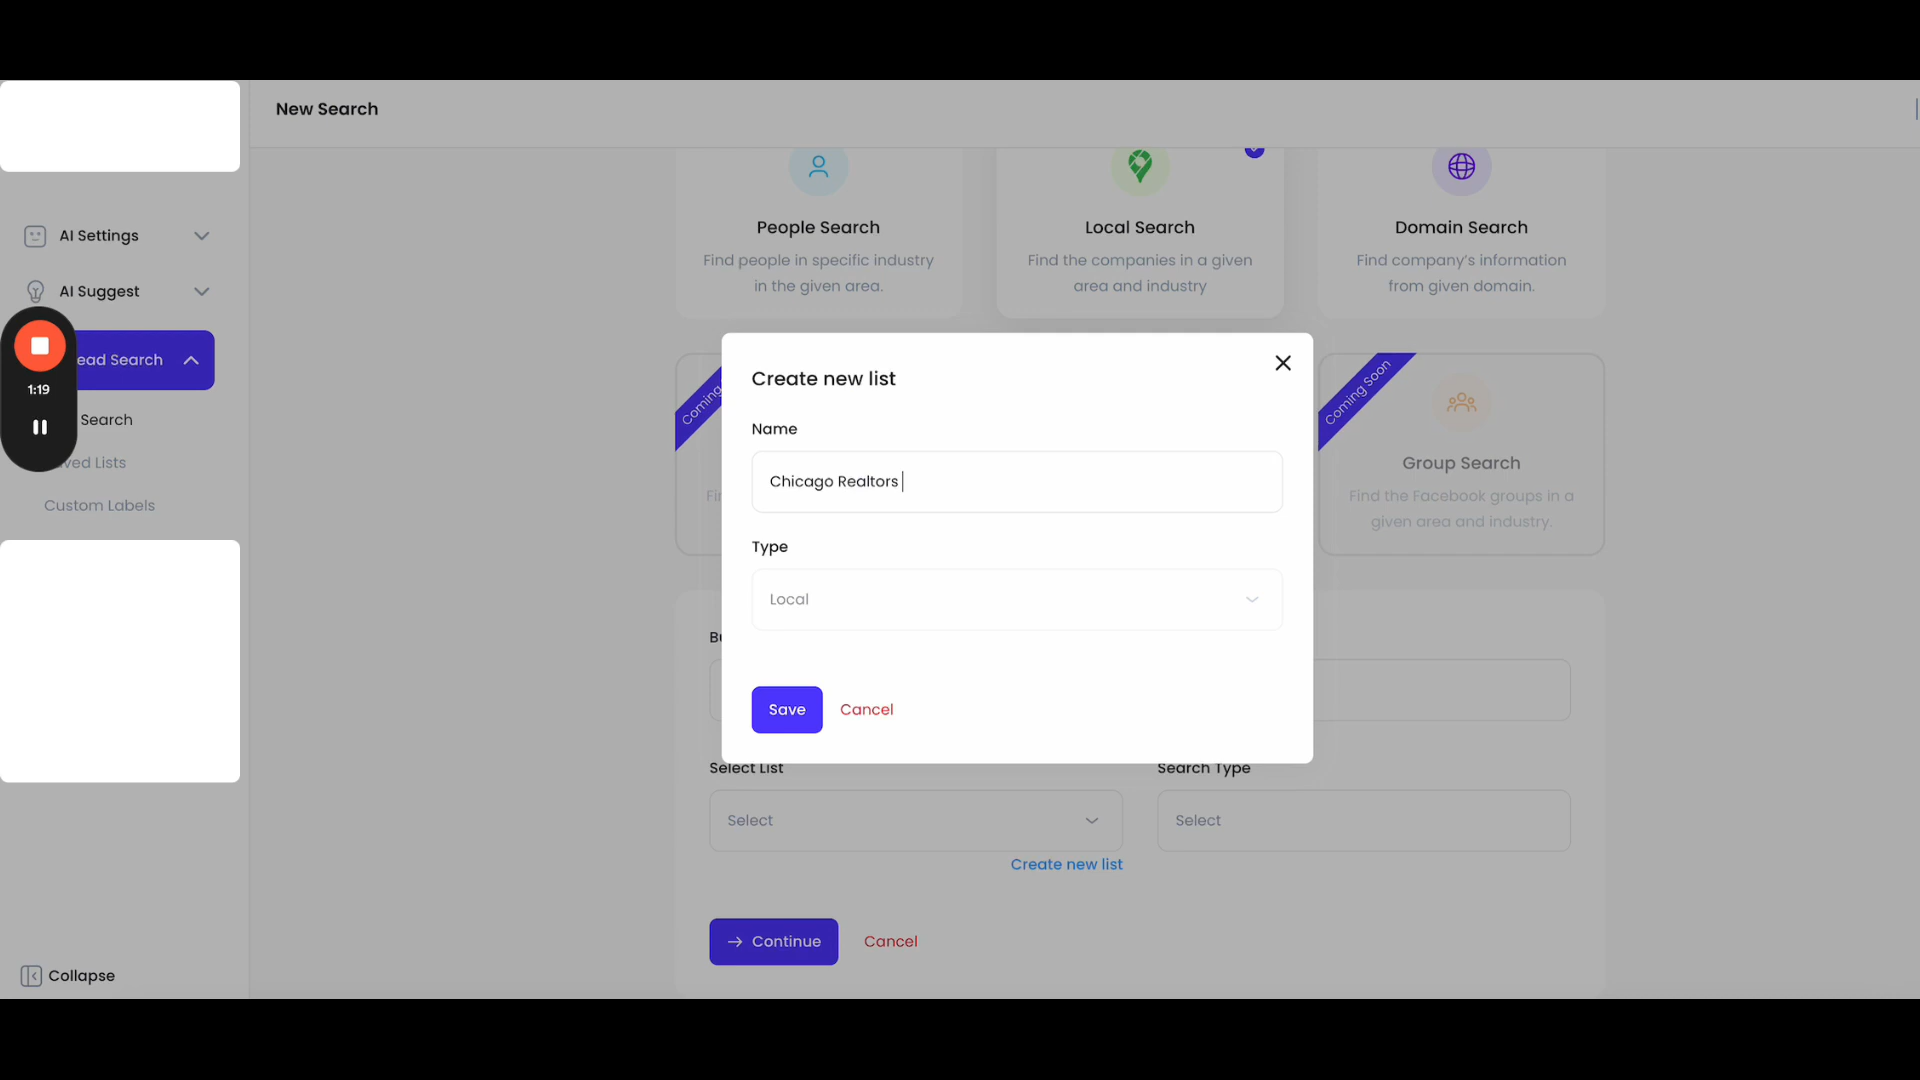 New Search
AI Settings
AI Suggest
ead Search
Search
ved Lists
Custom Labels
Collapse
1:19
People Search
Find people in specific industry
in the given area.
Local Search
Find the companies in a given
area and industry
Domain Search
Find company's information
from given domain.
Coming
Coming Soon
Group Search
Find the Facebook groups in a
given area and industry.
Create new list
Name
Chicago Realtors
Type
Local
Save
Cancel
Select List
Search Type
Select
Select
Create new list
Continue
Cancel